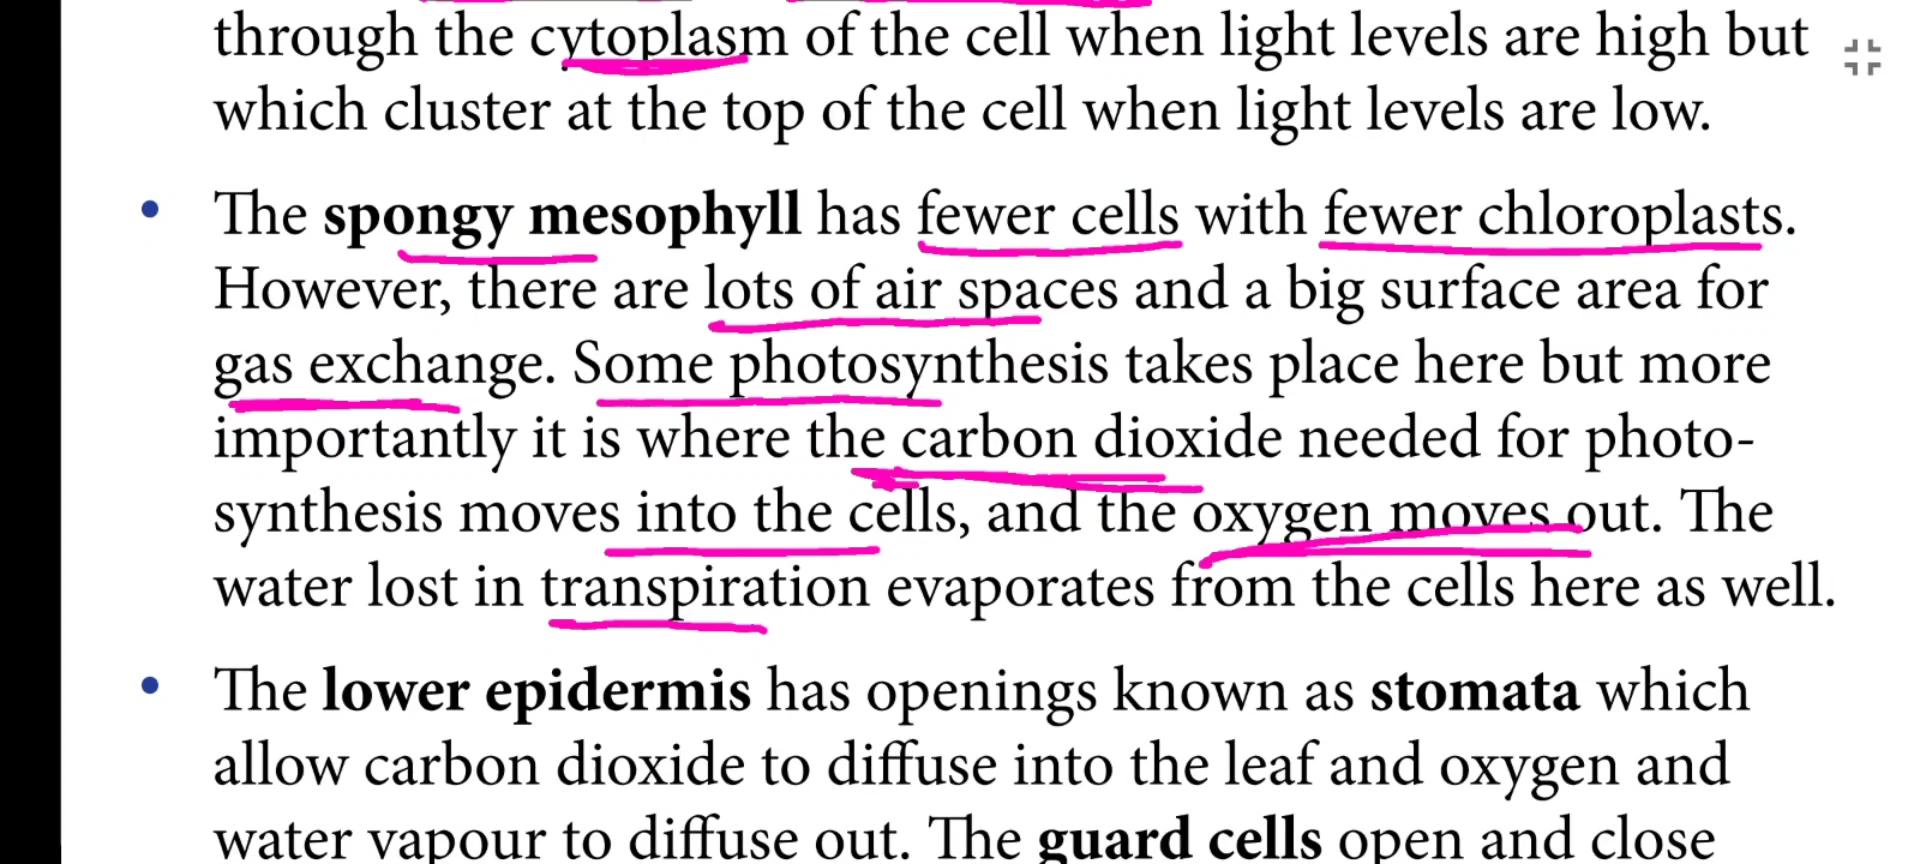 through the cytoplasm of the cell when light levels are high but
which cluster at the top of the cell when light levels are low.
• The spongy mesophyll has fewer cells with fewer chloroplasts.
However, there are lots of air spaces and a big surface area for
gas exchange. Some photosynthesis takes place here but more
importantly it is where the carbon dioxide needed for photo-
synthesis moves into the cells, and the oxygen moves out. The
water lost in transpiration evaporates from the cells here as well.
• The lower epidermis has openings known as stomata which
allow carbon dioxide to diffuse into the leaf and oxygen and
water vapour to diffuse out. The guard cells open and close